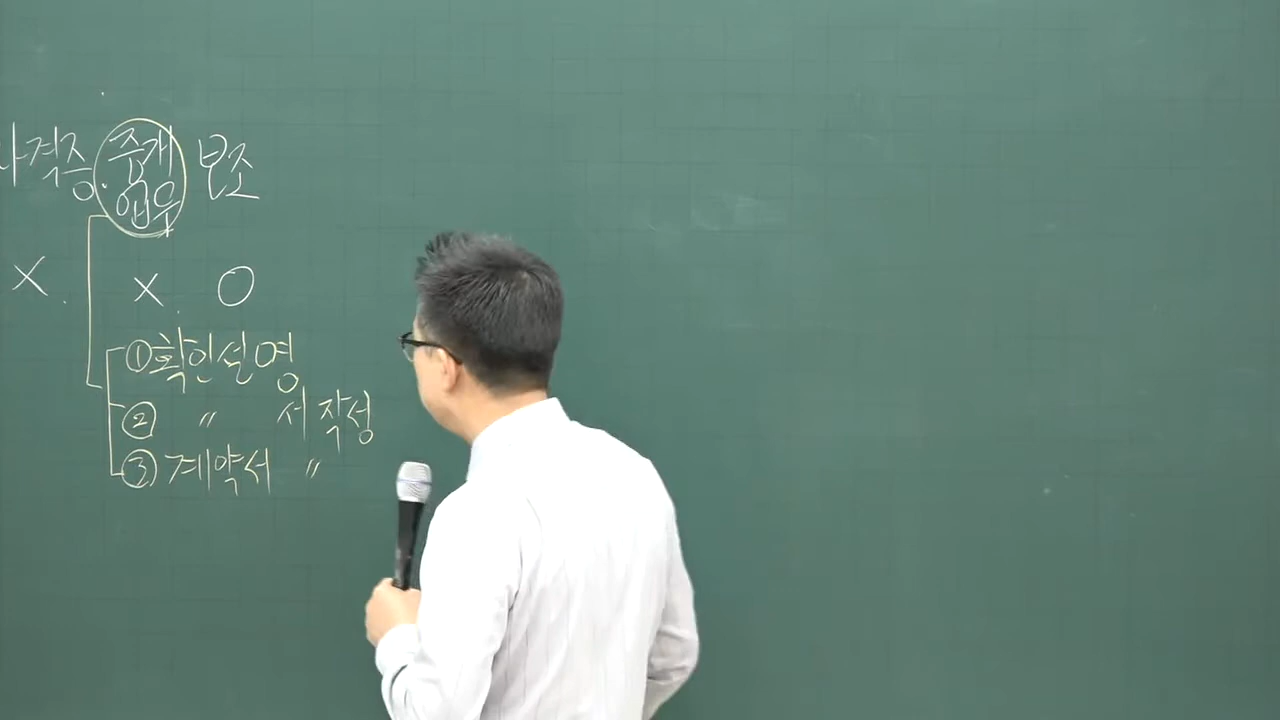 자격증 중개 보조
업무
X X O
①확인설명
② 〃 서 작성
③ 계약서 〃